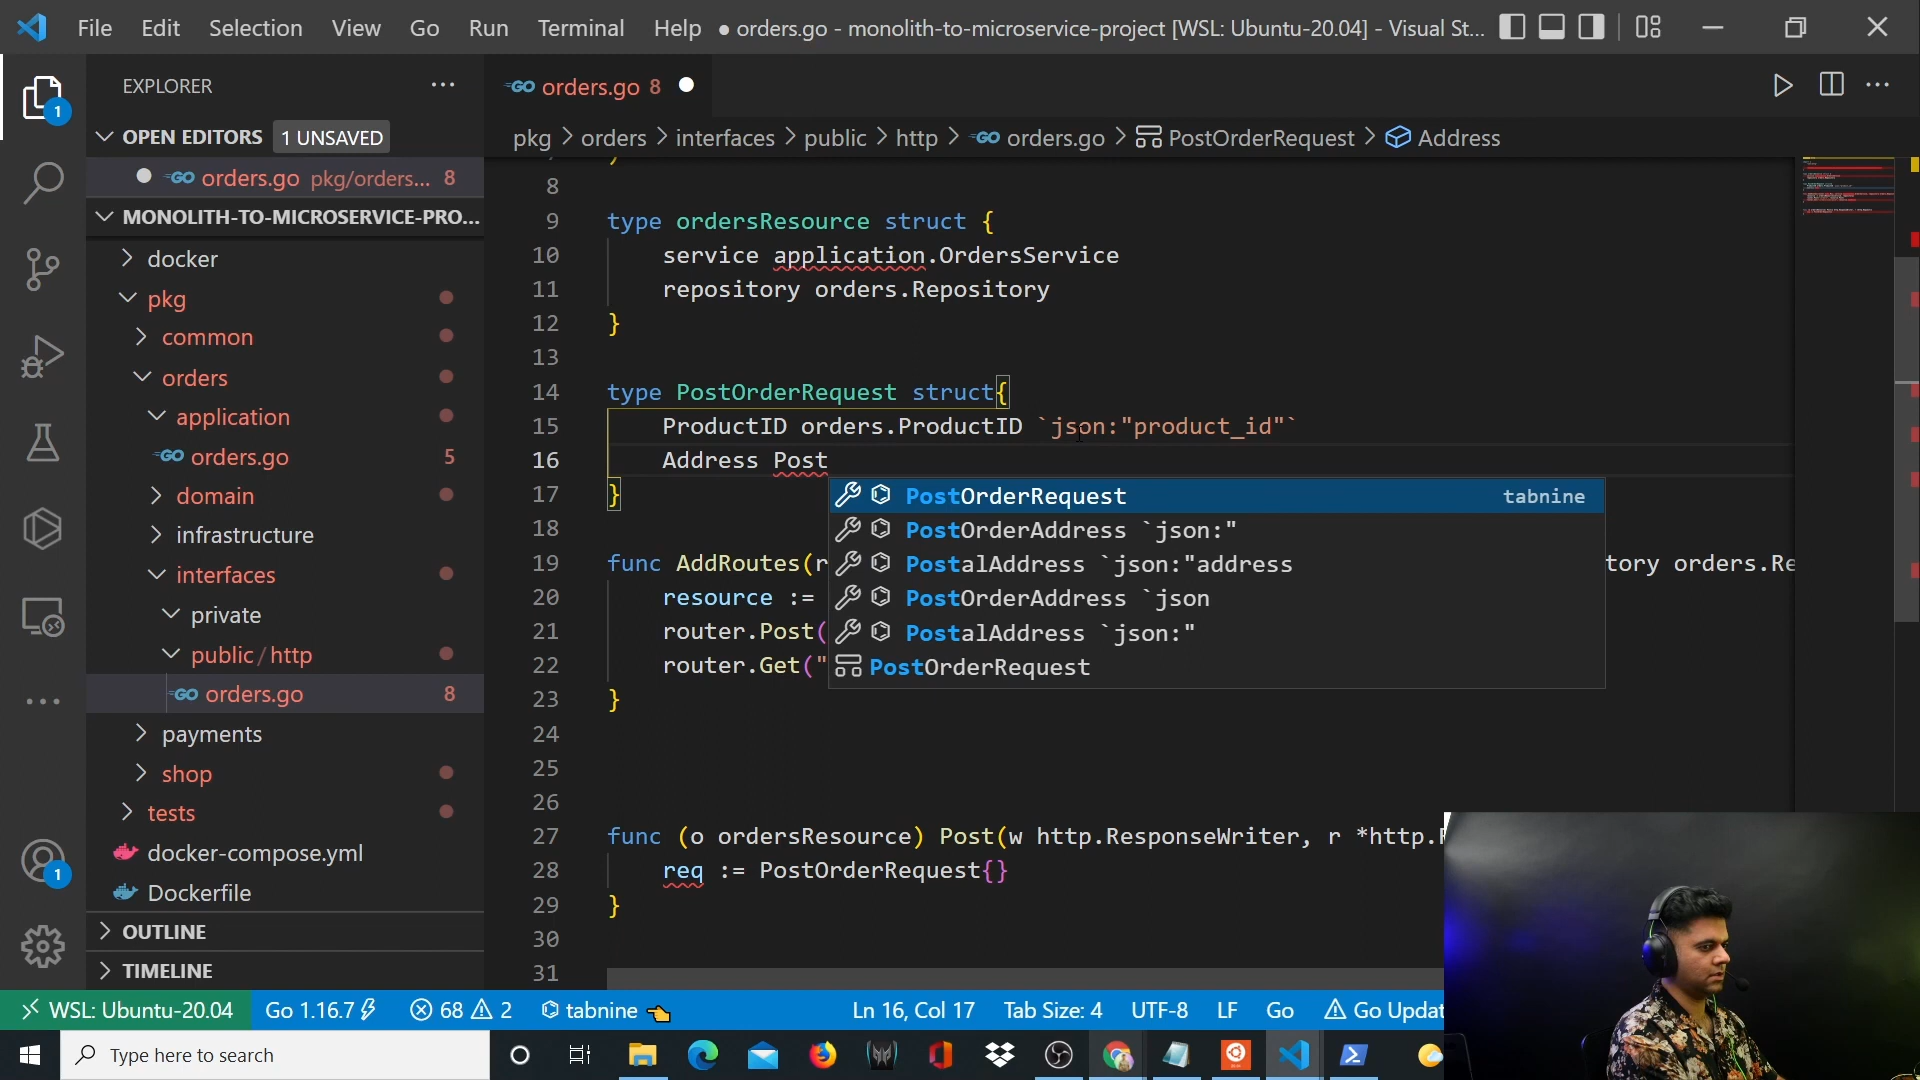 File Edit Selection View Go Run Terminal Help ● orders.go - monolith-to-microservice-project [WSL: Ubuntu-20.04] - Visual St...
EXPLORER
orders.go 8
OPEN EDITORS 1 UNSAVED
pkg > orders > interfaces > public > http > orders.go > PostOrderRequest > Address
orders.go pkg/orders... 8
MONOLITH-TO-MICROSERVICE-PRO...
docker
pkg
common
orders
application
orders.go 5
domain
infrastructure
interfaces
private
public / http
orders.go 8
payments
shop
tests
docker-compose.yml
Dockerfile
OUTLINE
TIMELINE
8
9 type ordersResource struct {
10 service application.OrdersService
11 repository orders.Repository
12 }
13
14 type PostOrderRequest struct{
15 ProductID orders.ProductID `json:"product_id"`
16 Address Post
17 }
PostOrderRequest tabnine
PostOrderAddress `json:"
PostalAddress `json:"address
PostOrderAddress `json
PostalAddress `json:"
PostOrderRequest
18
19 func AddRoutes(r tory orders.Re
20 resource :=
21 router.Post(
22 router.Get("
23 }
24
25
26
27 func (o ordersResource) Post(w http.ResponseWriter, r *http.
28 req := PostOrderRequest{}
29 }
30
31
1
1
WSL: Ubuntu-20.04 Go 1.16.7 68 2 tabnine Ln 16, Col 17 Tab Size: 4 UTF-8 LF Go Go Updat
Type here to search